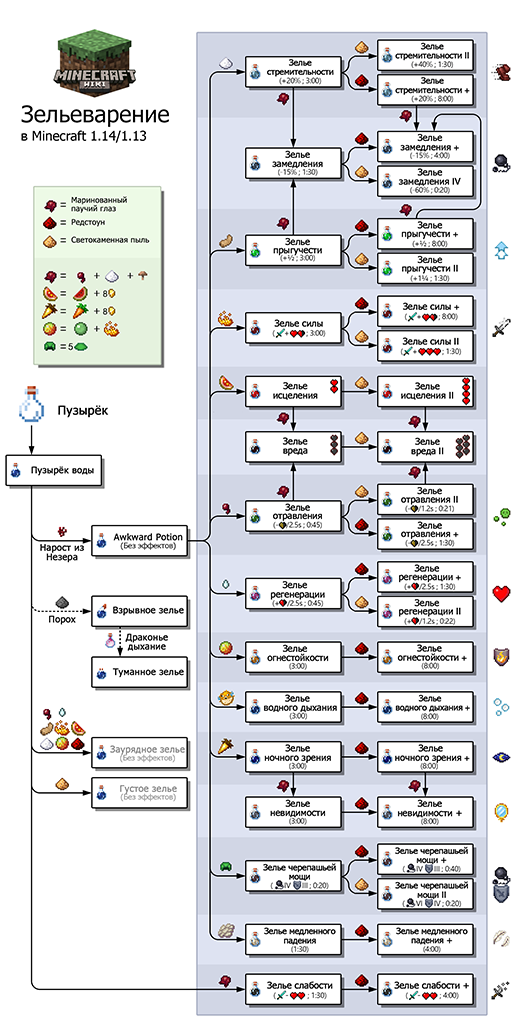 MINECRAFT
WIKI
Зельеварение
в Minecraft 1.14/1.13
Маринованный
паучий глаз
Редстоун
Светокаменная пыль
= + +
= + 8
= + 8
= +
=5
Пузырёк
Пузырёк воды
Нарост из
Незера
Awkward Potion
(Без эффектов)
Порох
Взрывное зелье
Драконье
дыхание
Туманное зелье
Заурядное зелье
(Без эффектов)
Густое зелье
(Без эффектов)
Зелье
стремительности
(+20% ; 3:00)
Зелье
стремительности II
(+40% ; 1:30)
Зелье
стремительности +
(+20% ; 8:00)
Зелье
замедления
(-15% ; 1:30)
Зелье
замедления +
(-15% ; 4:00)
Зелье
замедления IV
(-60% ; 0:20)
Зелье
прыгучести
(+½ ; 3:00)
Зелье
прыгучести +
(+½ ; 8:00)
Зелье
прыгучести II
(+1¼ ; 1:30)
Зелье силы
( + ; 3:00)
Зелье силы +
( + ; 8:00)
Зелье силы II
( + ; 1:30)
Зелье
исцеления
Зелье
исцеления II
Зелье
вреда
Зелье
вреда II
Зелье
отравления
(- /2.5s ; 0:45)
Зелье
отравления II
(- /1.2s ; 0:21)
Зелье
отравления +
(- /2.5s ; 1:30)
Зелье
регенерации
(+ /2.5s ; 0:45)
Зелье
регенерации +
(+ /2.5s ; 1:30)
Зелье
регенерации II
(+ /1.2s ; 0:22)
Зелье
огнестойкости
(3:00)
Зелье
огнестойкости +
(8:00)
Зелье
водного дыхания
(3:00)
Зелье
водного дыхания +
(8:00)
Зелье
ночного зрения
(3:00)
Зелье
ночного зрения +
(8:00)
Зелье
невидимости
(3:00)
Зелье
невидимости +
(8:00)
Зелье черепашьей
мощи
( IV III ; 0:20)
Зелье черепашьей
мощи +
( IV III ; 0:40)
Зелье черепашьей
мощи II
( VI IV ; 0:20)
Зелье медленного
падения
(1:30)
Зелье медленного
падения +
(4:00)
Зелье слабости
( - ; 1:30)
Зелье слабости +
( - ; 4:00)